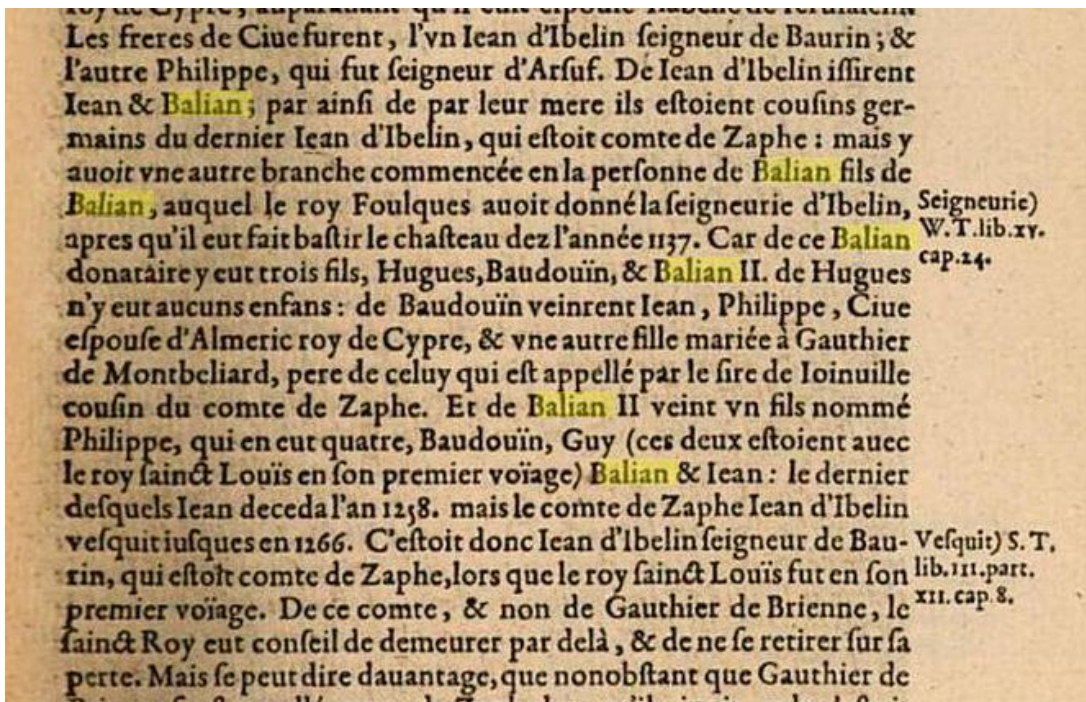 Les freres de Ciue furent, l'vn Iean d'Ibelin ſeigneur de Baurin; &
l'autre Philippe, qui fut ſeigneur d'Arſuf. De Iean d'Ibelin iſſirent
Iean & Balian; par ainſi de par leur mere ils eſtoient couſins ger-
mains du dernier Iean d'Ibelin, qui eſtoit comte de Zaphe: mais y
auoit vne autre branche commencée en la perſonne de Balian fils de
Balian, auquel le roy Foulques auoit donné la ſeigneurie d'Ibelin,
apres qu'il eut fait baſtir le chaſteau dez l'année 1137. Car de ce Balian
donataire y eut trois fils, Hugues, Baudouïn, & Balian II. de Hugues
n'y eut aucuns enfans: de Baudouïn veinrent Iean, Philippe, Ciue
eſpouſe d'Almeric roy de Cypre, & vne autre fille mariée à Gauthier
de Montbeliard, pere de celuy qui eſt appellé par le ſire de Ioinuille
couſin du comte de Zaphe. Et de Balian II veint vn fils nommé
Philippe, qui en eut quatre, Baudouïn, Guy (ces deux eſtoient auec
le roy ſainct Louïs en ſon premier voïage) Balian & Iean: le dernier
deſquels Iean deceda l'an 1258. mais le comte de Zaphe Iean d'Ibelin
veſquit iuſques en 1266. C'eſtoit donc Iean d'Ibelin ſeigneur de Bau-
rin, qui eſtoit comte de Zaphe, lors que le roy ſainct Louïs fut en ſon
premier voïage. De ce comte, & non de Gauthier de Brienne, le
ſainct Roy eut conſeil de demeurer par delà, & de ne ſe retirer ſur ſa
perte. Mais ſe peut dire dauantage, que nonobſtant que Gauthier de
Seigneurie)
W.T.lib.xv.
cap.24.
Veſquit) S. T.
lib.III.part.
XII.cap.8.